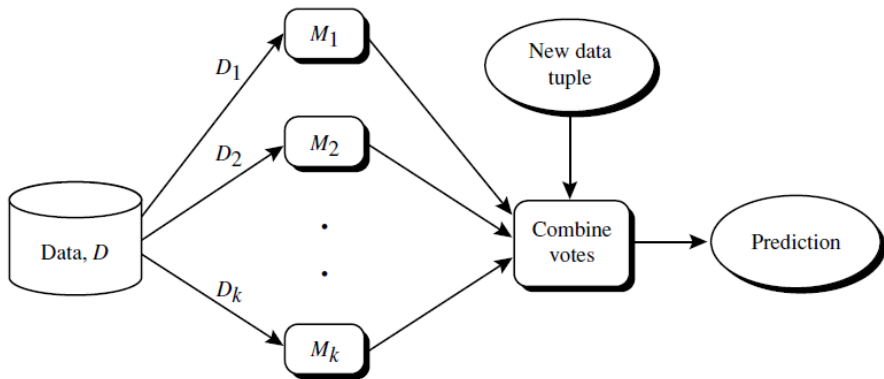 M1
New data
tuple
D1
M2
D2
Data, D
Combine
votes
Prediction
Dk
Mk